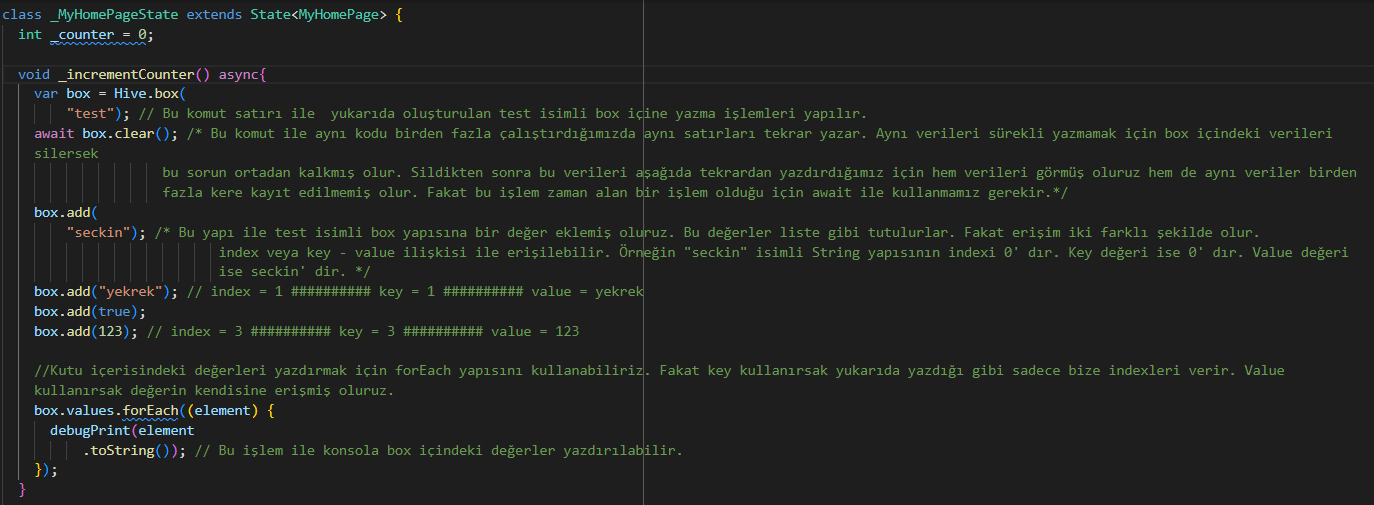 class _MyHomePageState extends State<MyHomePage> {
int _counter = 0;
void _incrementCounter() async{
var box = Hive.box(
"test"); // Bu komut satırı ile  yukarıda oluşturulan test isimli box içine yazma işlemleri yapılır.
await box.clear(); /* Bu komut ile aynı kodu birden fazla çalıştırdığımızda aynı satırları tekrar yazar. Aynı verileri sürekli yazmamak için box içindeki verileri
silersek
bu sorun ortadan kalkmış olur. Sildikten sonra bu verileri aşağıda tekrardan yazdırdığımız için hem verileri görmüş oluruz hem de aynı veriler birden
fazla kere kayıt edilmemiş olur. Fakat bu işlem zaman alan bir işlem olduğu için await ile kullanmamız gerekir.*/
box.add(
"seckin"); /* Bu yapı ile test isimli box yapısına bir değer eklemiş oluruz. Bu değerler liste gibi tutulurlar. Fakat erişim iki farklı şekilde olur.
index veya key - value ilişkisi ile erişilebilir. Örneğin "seckin" isimli String yapısının indexi 0' dır. Key değeri ise 0' dır. Value değeri
ise seckin' dir. */
box.add("yekrek"); // index = 1 ########## key = 1 ########## value = yekrek
box.add(true);
box.add(123); // index = 3 ########## key = 3 ########## value = 123
//Kutu içerisindeki değerleri yazdırmak için forEach yapısını kullanabiliriz. Fakat key kullanırsak yukarıda yazdığı gibi sadece bize indexleri verir. Value
kullanırsak değerin kendisine erişmiş oluruz.
box.values.forEach((element) {
debugPrint(element
.toString()); // Bu işlem ile konsola box içindeki değerler yazdırılabilir.
});
}